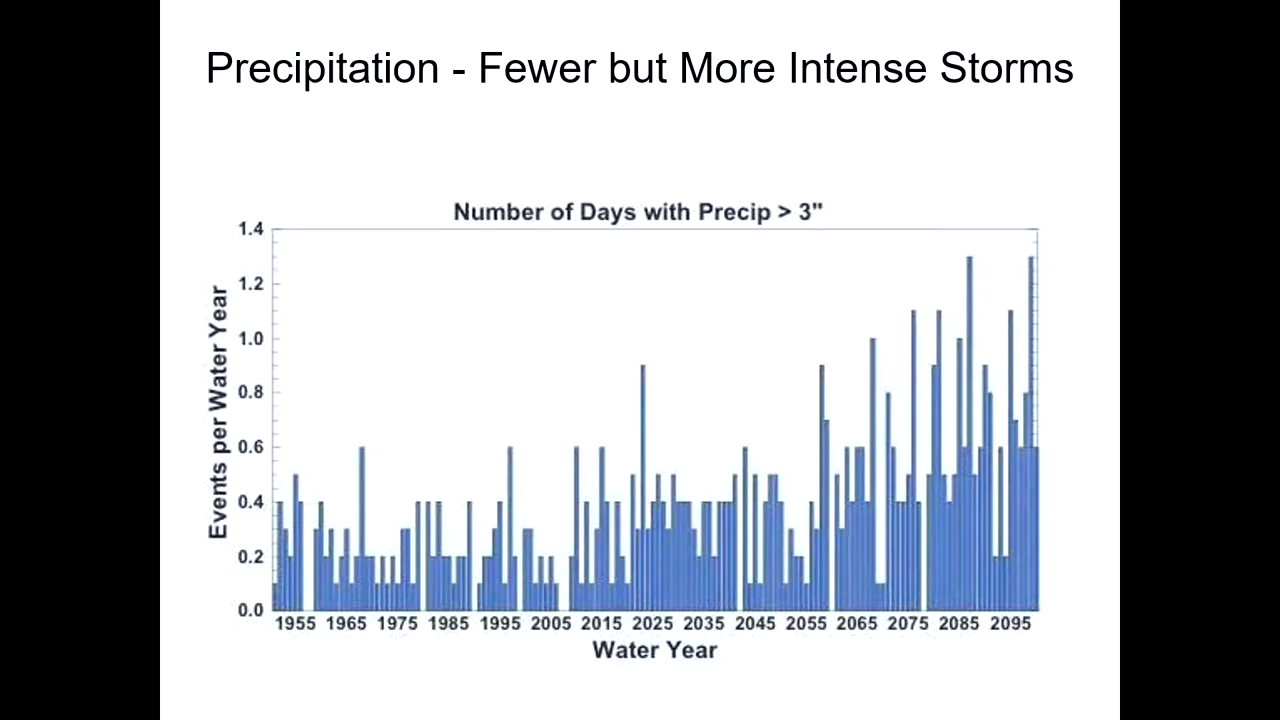 Precipitation - Fewer but More Intense Storms
Number of Days with Precip > 3"
1.4
1.2
1.0
0.8
0.6
0.4
0.2
0.0
Events per Water Year
1955 1965 1975 1985 1995 2005 2015 2025 2035 2045 2055 2065 2075 2085 2095
Water Year